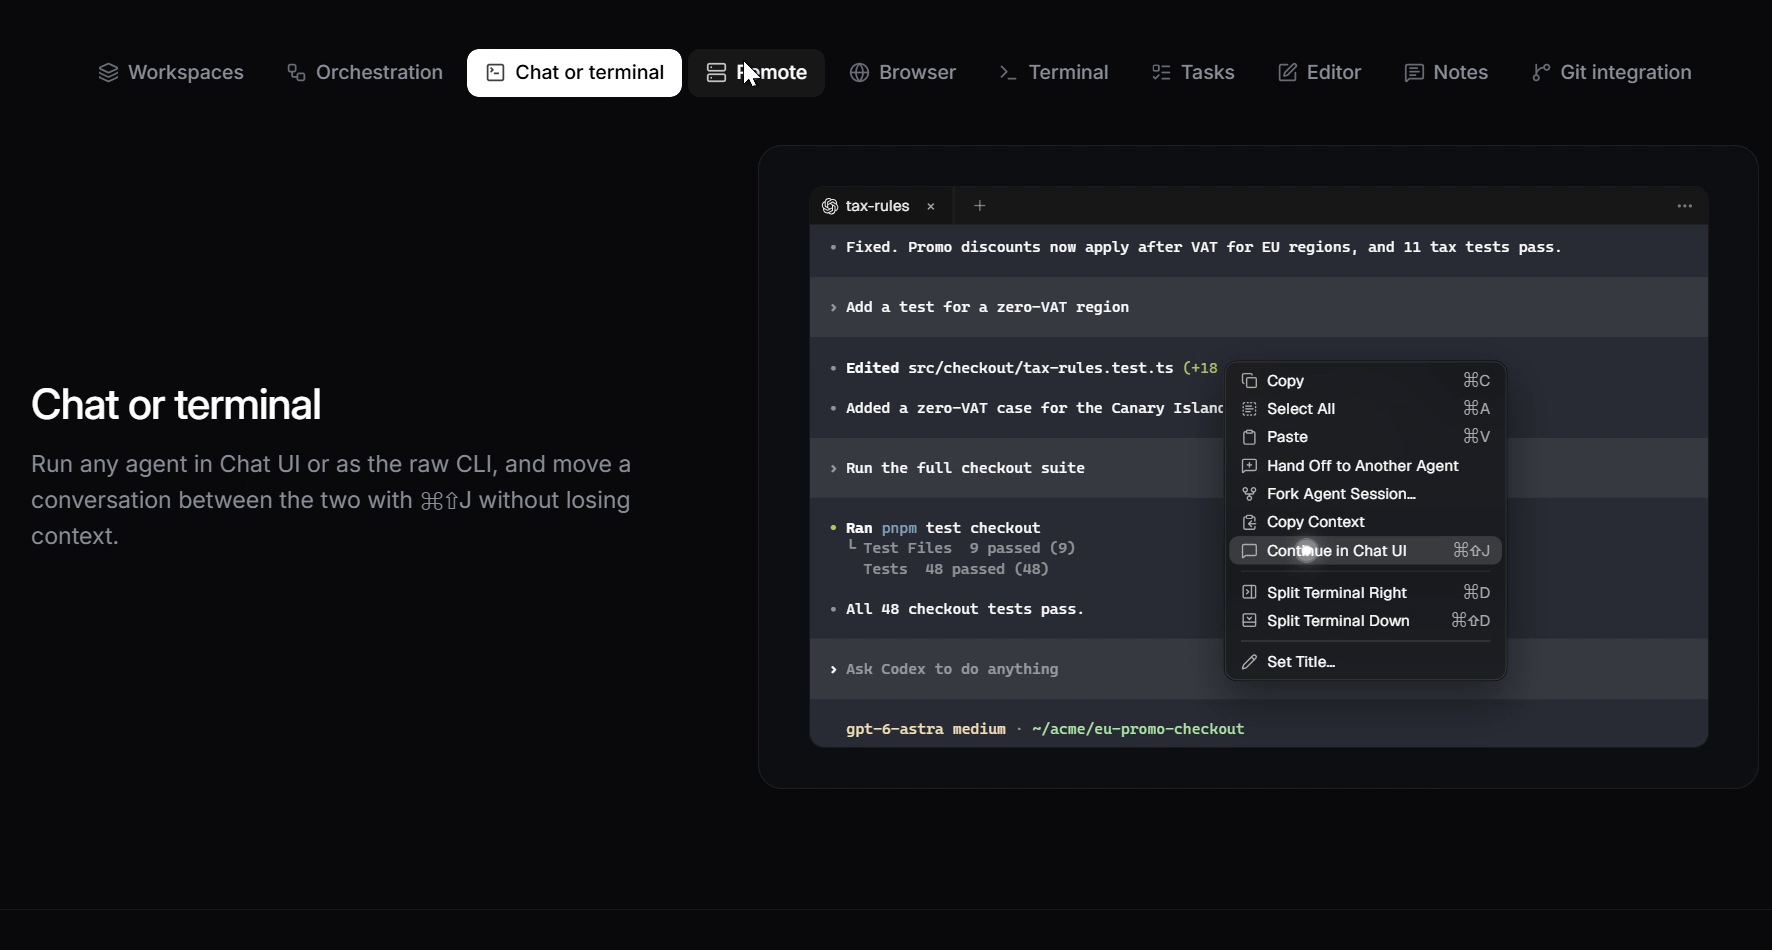 Workspaces
Orchestration
Chat or terminal
Remote
Browser
Terminal
Tasks
Editor
Notes
Git integration
Chat or terminal
Run any agent in Chat UI or as the raw CLI, and move a
conversation between the two with ⌘⇧J without losing
context.
tax-rules × +
• Fixed. Promo discounts now apply after VAT for EU regions, and 11 tax tests pass.
› Add a test for a zero-VAT region
• Edited src/checkout/tax-rules.test.ts (+18
• Added a zero-VAT case for the Canary Island
› Run the full checkout suite
• Ran pnpm test checkout
└ Test Files 9 passed (9)
Tests 48 passed (48)
• All 48 checkout tests pass.
› Ask Codex to do anything
gpt-6-astra medium · ~/acme/eu-promo-checkout
Copy ⌘C
Select All ⌘A
Paste ⌘V
Hand Off to Another Agent
Fork Agent Session...
Copy Context
Continue in Chat UI ⌘⇧J
Split Terminal Right ⌘D
Split Terminal Down ⌘⇧D
Set Title...